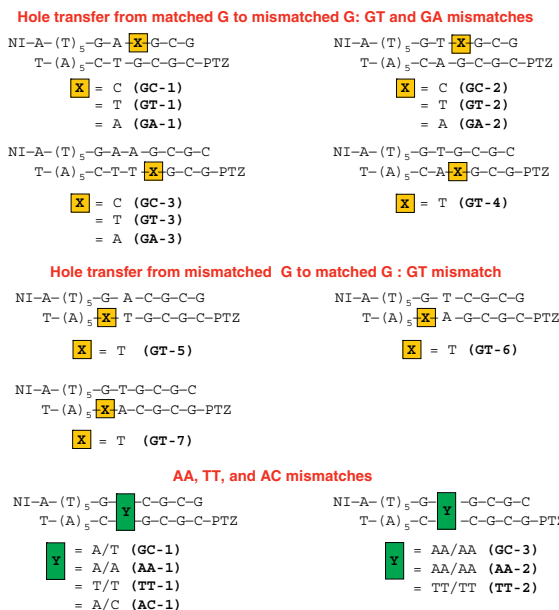 Hole transfer from matched G to mismatched G: GT and GA mismatches
NI–A–(T)5–G–A–X–G–C–G
T–(A)5–C–T–G–C–G–C–PTZ
X = C (GC-1)
= T (GT-1)
= A (GA-1)
NI–A–(T)5–G–T–X–G–C–G
T–(A)5–C–A–G–C–G–C–PTZ
X = C (GC-2)
= T (GT-2)
= A (GA-2)
NI–A–(T)5–G–A–A–G–C–G–C
T–(A)5–C–T–T–X–G–C–G–PTZ
X = C (GC-3)
= T (GT-3)
= A (GA-3)
NI–A–(T)5–G–T–G–C–G–C
T–(A)5–C–A–X–G–C–G–PTZ
X = T (GT-4)
Hole transfer from mismatched G to matched G : GT mismatch
NI–A–(T)5–G–A–C–G–C–G
T–(A)5–X–T–G–C–G–C–PTZ
X = T (GT-5)
NI–A–(T)5–G–T–C–G–C–G
T–(A)5–X–A–G–C–G–C–PTZ
X = T (GT-6)
NI–A–(T)5–G–T–G–C–G–C
T–(A)5–X–A–C–G–C–G–PTZ
X = T (GT-7)
AA, TT, and AC mismatches
NI–A–(T)5–G–Y–C–G–C–G
T–(A)5–C–G–C–G–C–PTZ
Y = A/T (GC-1)
= A/A (AA-1)
= T/T (TT-1)
= A/C (AC-1)
NI–A–(T)5–G–Y–G–C–G–C
T–(A)5–C–C–G–C–G–PTZ
Y = AA/AA (GC-3)
= AA/AA (AA-2)
= TT/TT (TT-2)